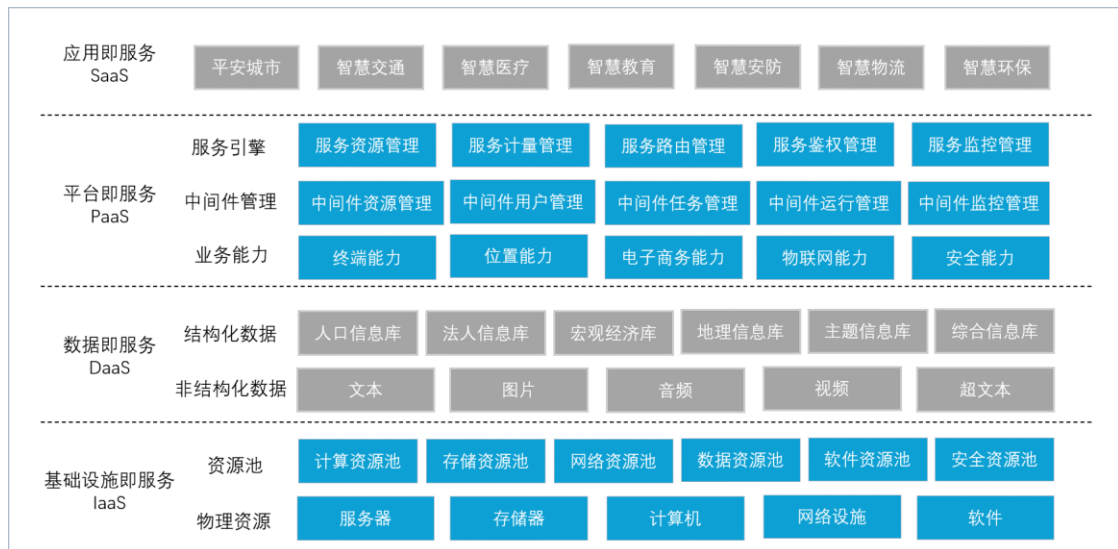 应用即服务
SaaS
平安城市 智慧交通 智慧医疗 智慧教育 智慧安防 智慧物流 智慧环保
平台即服务
PaaS
服务引擎 服务资源管理 服务计量管理 服务路由管理 服务鉴权管理 服务监控管理
中间件管理 中间件资源管理 中间件用户管理 中间件任务管理 中间件运行管理 中间件监控管理
业务能力 终端能力 位置能力 电子商务能力 物联网能力 安全能力
数据即服务
DaaS
结构化数据 人口信息库 法人信息库 宏观经济库 地理信息库 主题信息库 综合信息库
非结构化数据 文本 图片 音频 视频 超文本
基础设施即服务
IaaS
资源池 计算资源池 存储资源池 网络资源池 数据资源池 软件资源池 安全资源池
物理资源 服务器 存储器 计算机 网络设施 软件